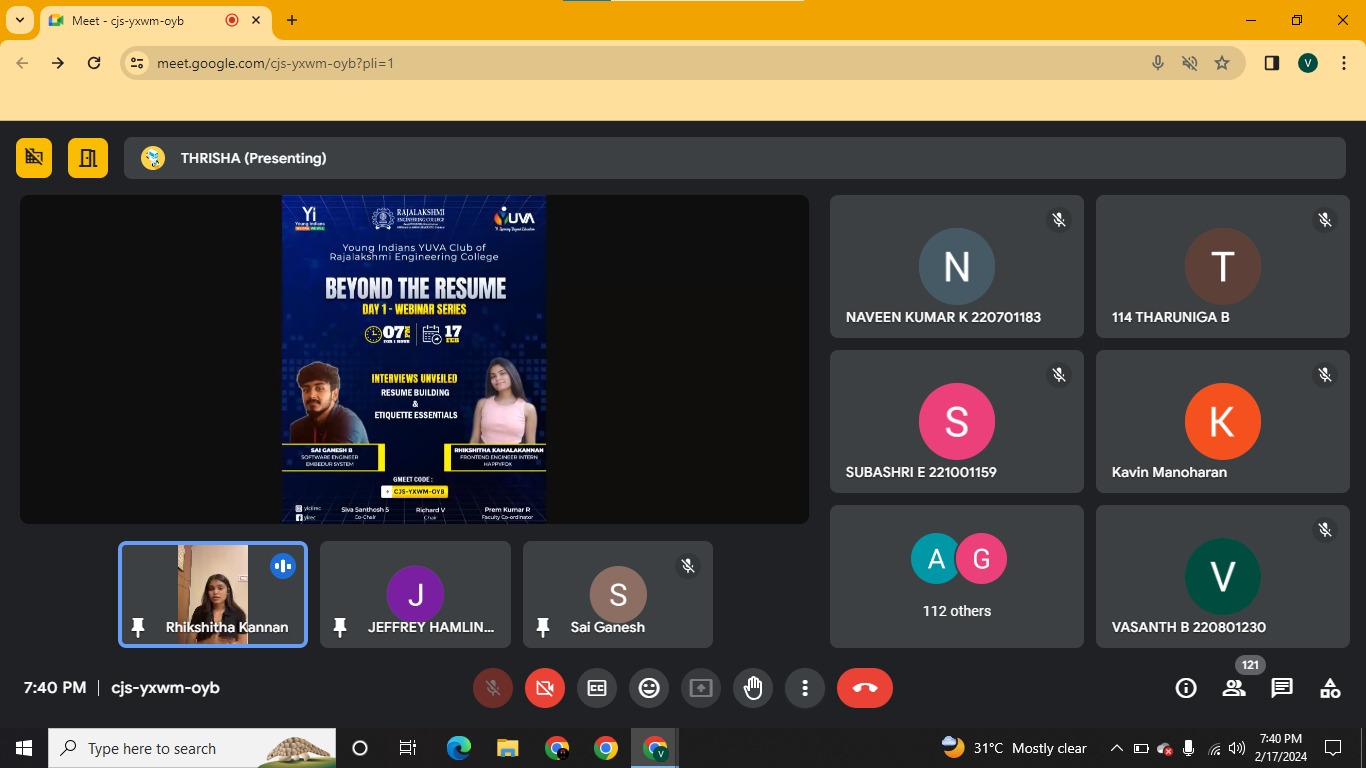 Meet - cjs-yxwm-oyb
meet.google.com/cjs-yxwm-oyb?pli=1
V
THRISHA (Presenting)
Yi
Young Indians
RAJALAKSHMI
ENGINEERING COLLEGE
YUVA
Young Indians YUVA Club of
Rajalakshmi Engineering College
BEYOND THE RESUME
DAY 1 - WEBINAR SERIES
07 PM
FOR 1 HOUR
17
FEB
INTERVIEWS UNVEILED
RESUME BUILDING
&
ETIQUETTE ESSENTIALS
SAI GANESH B
SOFTWARE ENGINEER
EMBEDUR SYSTEM
RHIKSHITHA KAMALAKANNAN
FRONTEND ENGINEER INTERN
HAPPYFOX
GMEET CODE :
CJS-YXWM-OYB
Siva Santhosh S
Co-Chair
Richard V
Chair
Prem Kumar R
Faculty Co-ordinator
N
NAVEEN KUMAR K 220701183
T
114 THARUNIGA B
S
SUBASHRI E 221001159
K
Kavin Manoharan
A G
112 others
V
VASANTH B 220801230
Rhikshitha Kannan
J
JEFFREY HAMLIN...
S
Sai Ganesh
7:40 PM | cjs-yxwm-oyb
121
Type here to search
V
31°C Mostly clear
7:40 PM
2/17/2024